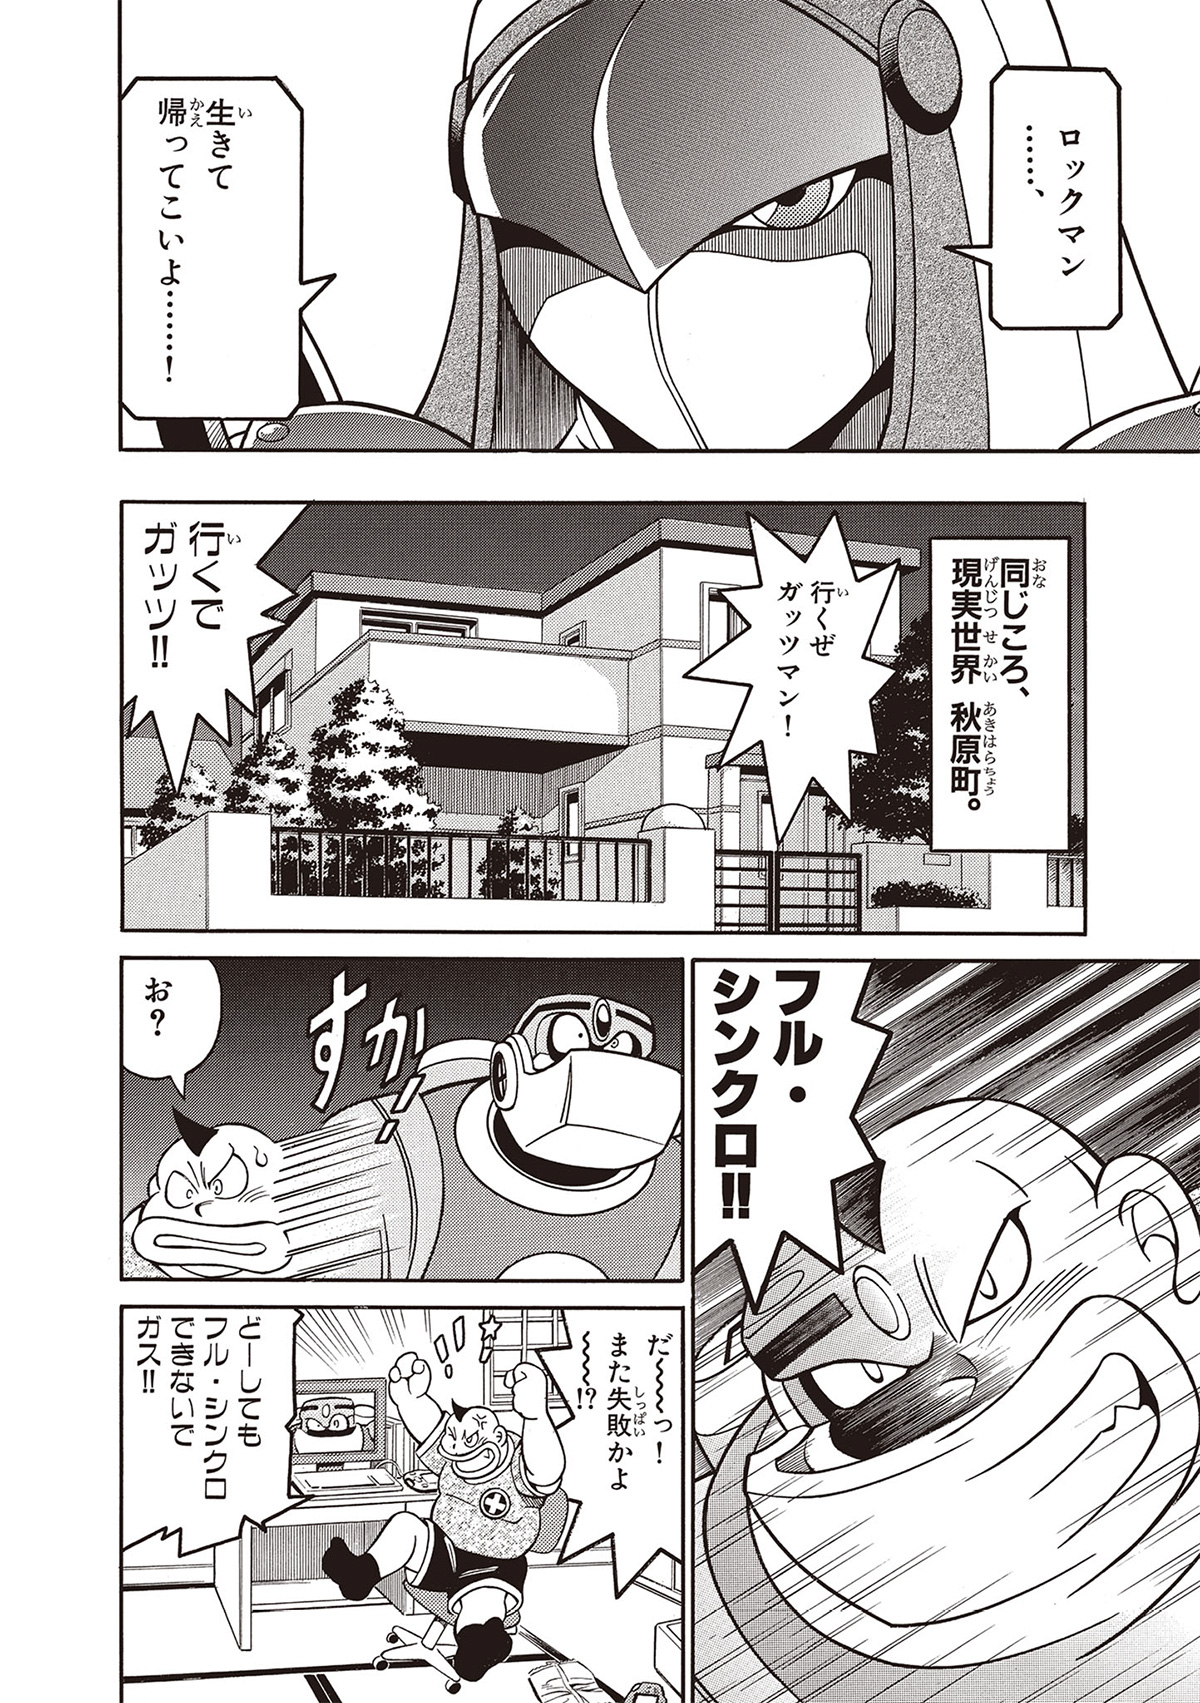 ロックマン
……、
生きて
帰ってこいよ……！
同じころ、
現実世界 秋原町。
行くぜ
ガッツマン！
行くで
ガッツ!!
フル・
シンクロ!!
すかっ
お？
だ〜〜っ！
また失敗かよ
〜〜!?
どーしても
フル・シンクロ
できないで
ガス!!